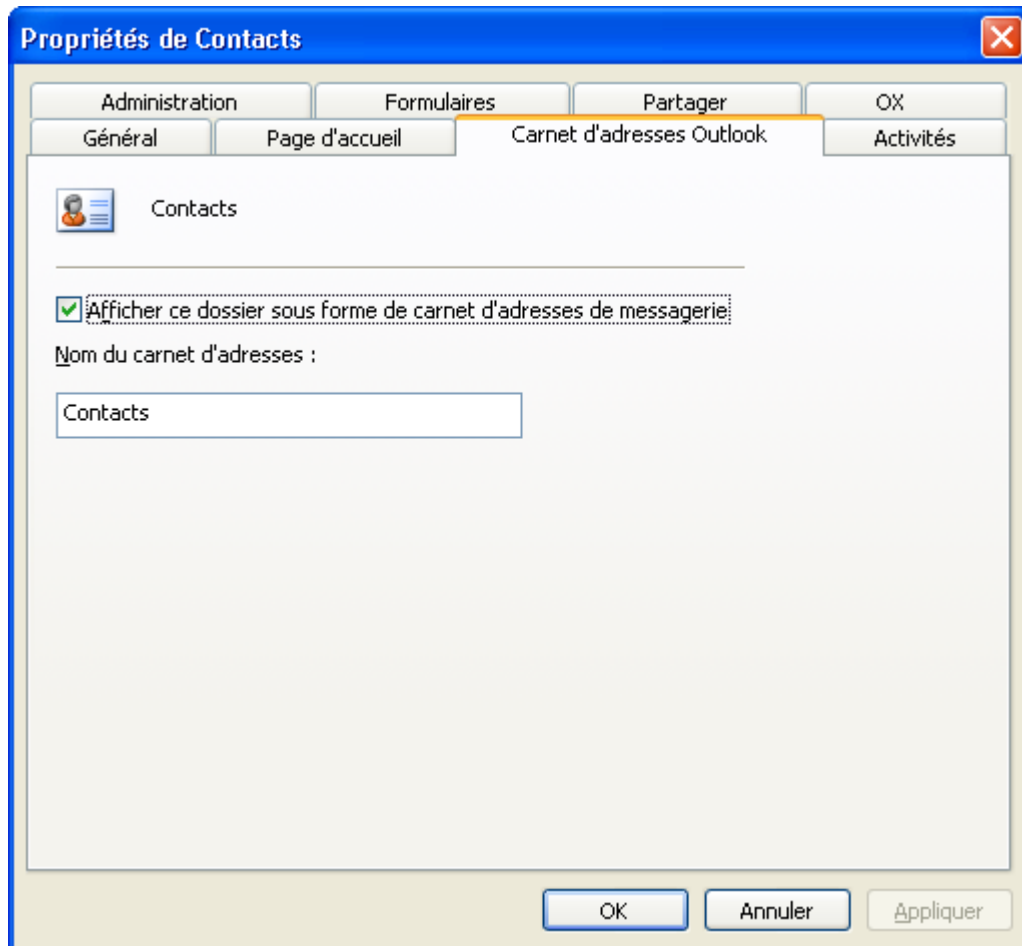 Propriétés de Contacts
Administration
Formulaires
Partager
OX
Général
Page d'accueil
Carnet d'adresses Outlook
Activités
Contacts
Afficher ce dossier sous forme de carnet d'adresses de messagerie
Nom du carnet d'adresses :
Contacts
OK
Annuler
Appliquer